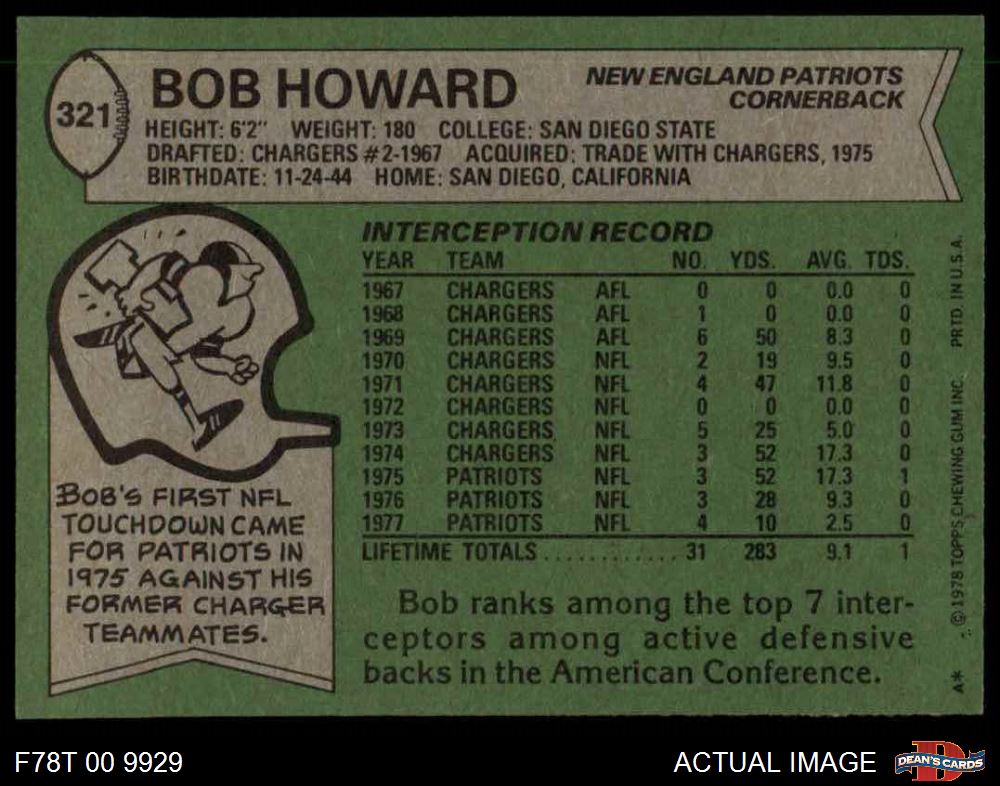 321
BOB HOWARD
NEW ENGLAND PATRIOTS
CORNERBACK
HEIGHT: 6'2" WEIGHT: 180 COLLEGE: SAN DIEGO STATE
DRAFTED: CHARGERS #2-1967 ACQUIRED: TRADE WITH CHARGERS, 1975
BIRTHDATE: 11-24-44 HOME: SAN DIEGO, CALIFORNIA
INTERCEPTION RECORD
YEAR TEAM NO. YDS. AVG. TDS.
1967 CHARGERS AFL 0 0 0.0 0
1968 CHARGERS AFL 1 0 0.0 0
1969 CHARGERS AFL 6 50 8.3 0
1970 CHARGERS NFL 2 19 9.5 0
1971 CHARGERS NFL 4 47 11.8 0
1972 CHARGERS NFL 0 0 0.0 0
1973 CHARGERS NFL 5 25 5.0 0
1974 CHARGERS NFL 3 52 17.3 0
1975 PATRIOTS NFL 3 52 17.3 1
1976 PATRIOTS NFL 3 28 9.3 0
1977 PATRIOTS NFL 4 10 2.5 0
LIFETIME TOTALS ............ 31 283 9.1 1
BOB'S FIRST NFL
TOUCHDOWN CAME
FOR PATRIOTS IN
1975 AGAINST HIS
FORMER CHARGER
TEAMMATES.
Bob ranks among the top 7 inter-
ceptors among active defensive
backs in the American Conference.
A* © 1978 TOPPS CHEWING GUM INC. PRTD. IN U.S.A.
F78T 00 9929
ACTUAL IMAGE
D
DEAN'S CARDS